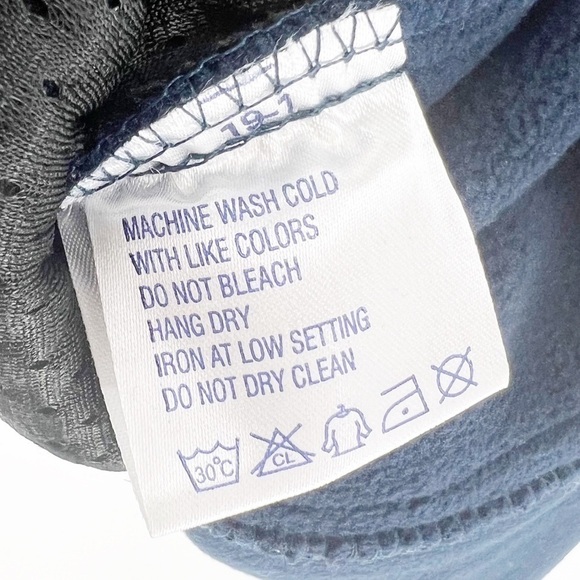 19-1
MACHINE WASH COLD
WITH LIKE COLORS
DO NOT BLEACH
HANG DRY
IRON AT LOW SETTING
DO NOT DRY CLEAN
30°C CL